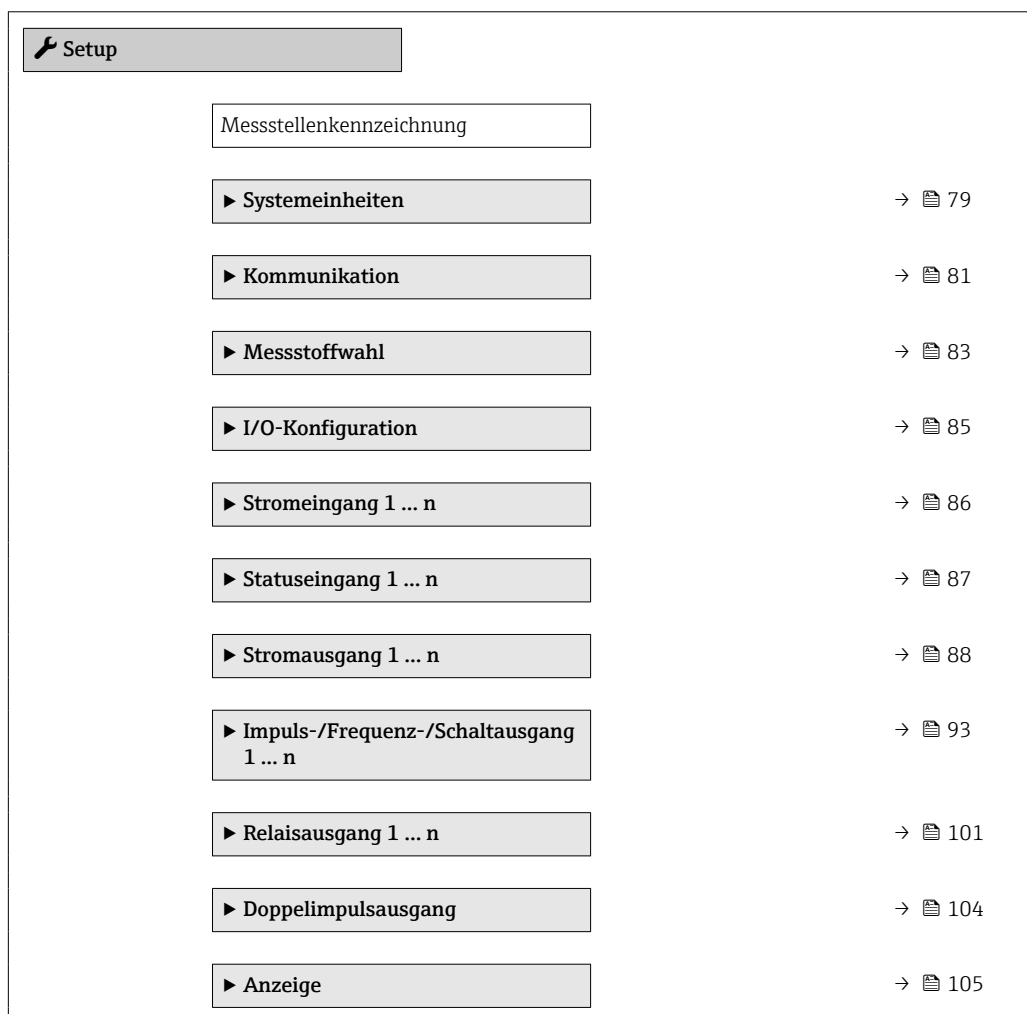 Setup
Messstellenkennzeichnung
▶ Systemeinheiten → 79
▶ Kommunikation → 81
▶ Messstoffwahl → 83
▶ I/O-Konfiguration → 85
▶ Stromeingang 1 … n → 86
▶ Statuseingang 1 … n → 87
▶ Stromausgang 1 … n → 88
▶ Impuls-/Frequenz-/Schaltausgang → 93
1 … n
▶ Relaisausgang 1 … n → 101
▶ Doppelimpulsausgang → 104
▶ Anzeige → 105